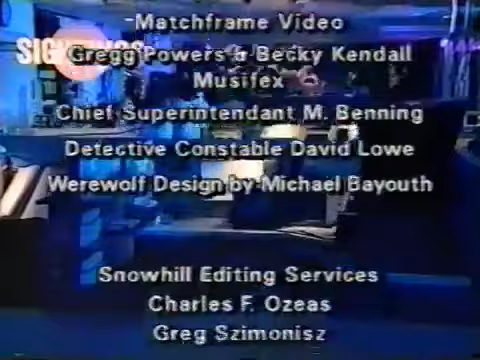 Matchframe Video
Gregg Powers & Becky Kendall
Musifex
Chief Superintendant M. Benning
Detective Constable David Lowe
Werewolf Design by Michael Bayouth
Snowhill Editing Services
Charles F. Ozeas
Greg Szimonisz